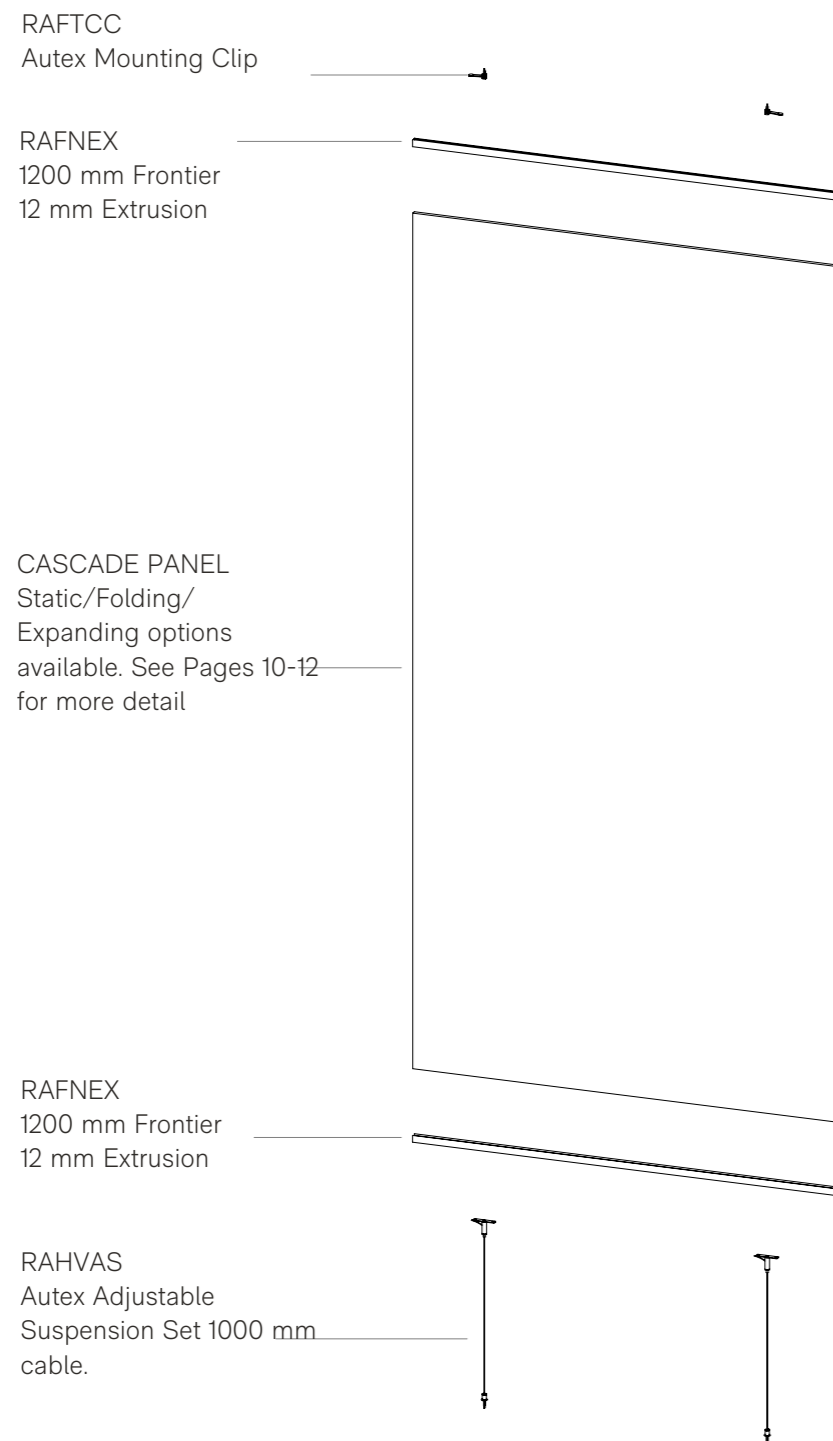 RAFTCC
Autex Mounting Clip
RAFNEX
1200 mm Frontier
12 mm Extrusion
CASCADE PANEL
Static/Folding/
Expanding options
available. See Pages 10-12
for more detail
RAFNEX
1200 mm Frontier
12 mm Extrusion
RAHVAS
Autex Adjustable
Suspension Set 1000 mm
cable.